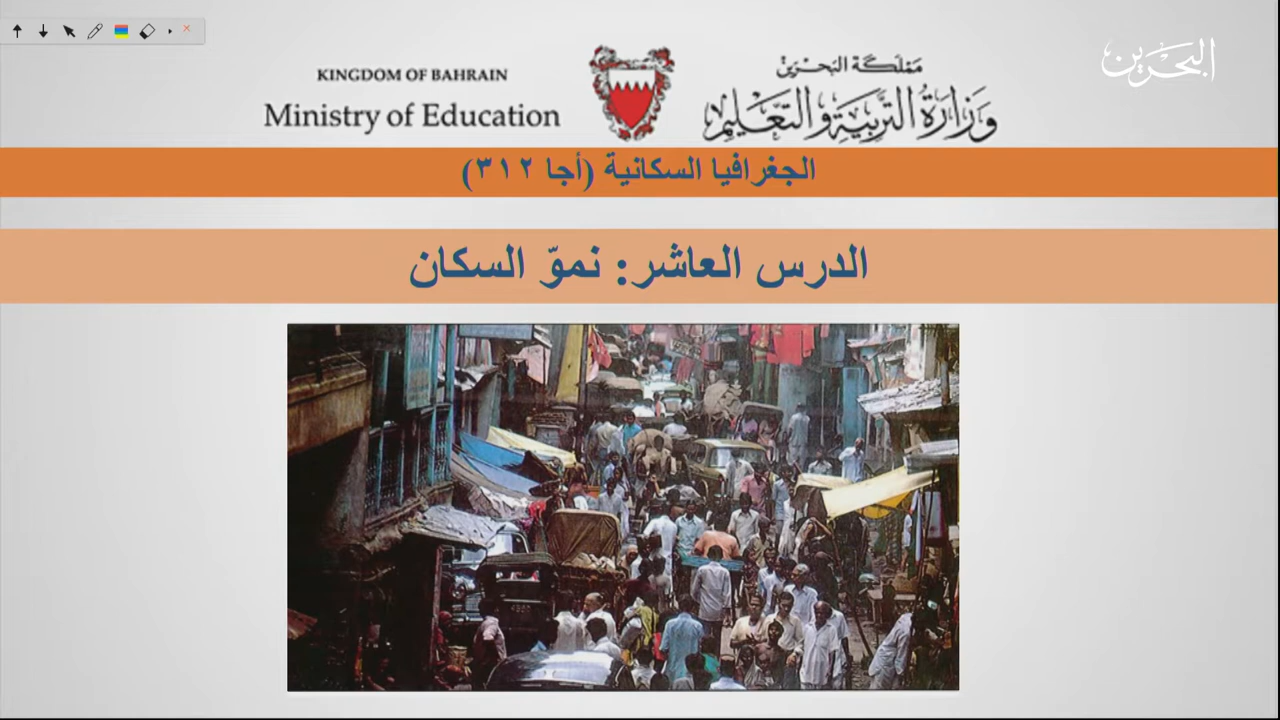 البحرين
KINGDOM OF BAHRAIN
Ministry of Education
مملكة البحرين
وزارة التربية والتعليم
الجغرافيا السكانية (أجا ٣١٢)
الدرس العاشر: نموّ السكان